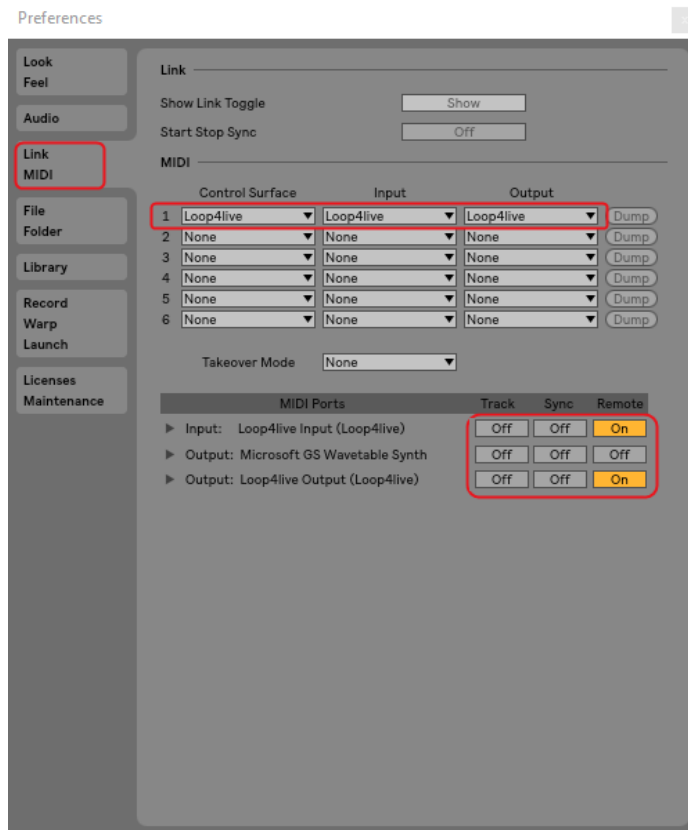 Preferences
Look
Feel
Audio
Link
MIDI
File
Folder
Library
Record
Warp
Launch
Licenses
Maintenance
Link
Show Link Toggle Show
Start Stop Sync Off
MIDI
Control Surface Input Output
1 Loop4live Loop4live Loop4live Dump
2 None None None Dump
3 None None None Dump
4 None None None Dump
5 None None None Dump
6 None None None Dump
Takeover Mode None
MIDI Ports Track Sync Remote
Input: Loop4live Input (Loop4live) Off Off On
Output: Microsoft GS Wavetable Synth Off Off Off
Output: Loop4live Output (Loop4live) Off Off On